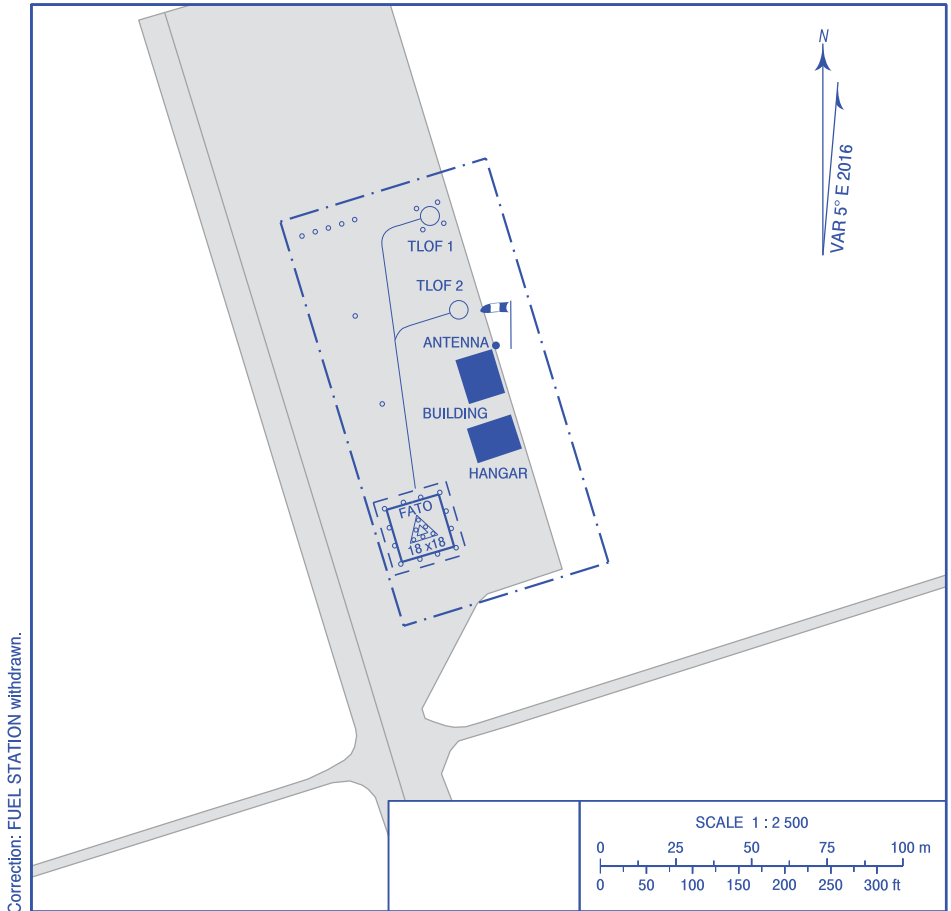 N
VAR 5° E 2016
TLOF 1
TLOF 2
ANTENNA
BUILDING
HANGAR
FATO
18 x18
Correction: FUEL STATION withdrawn.
SCALE 1 : 2 500
0 25 50 75 100 m
0 50 100 150 200 250 300 ft